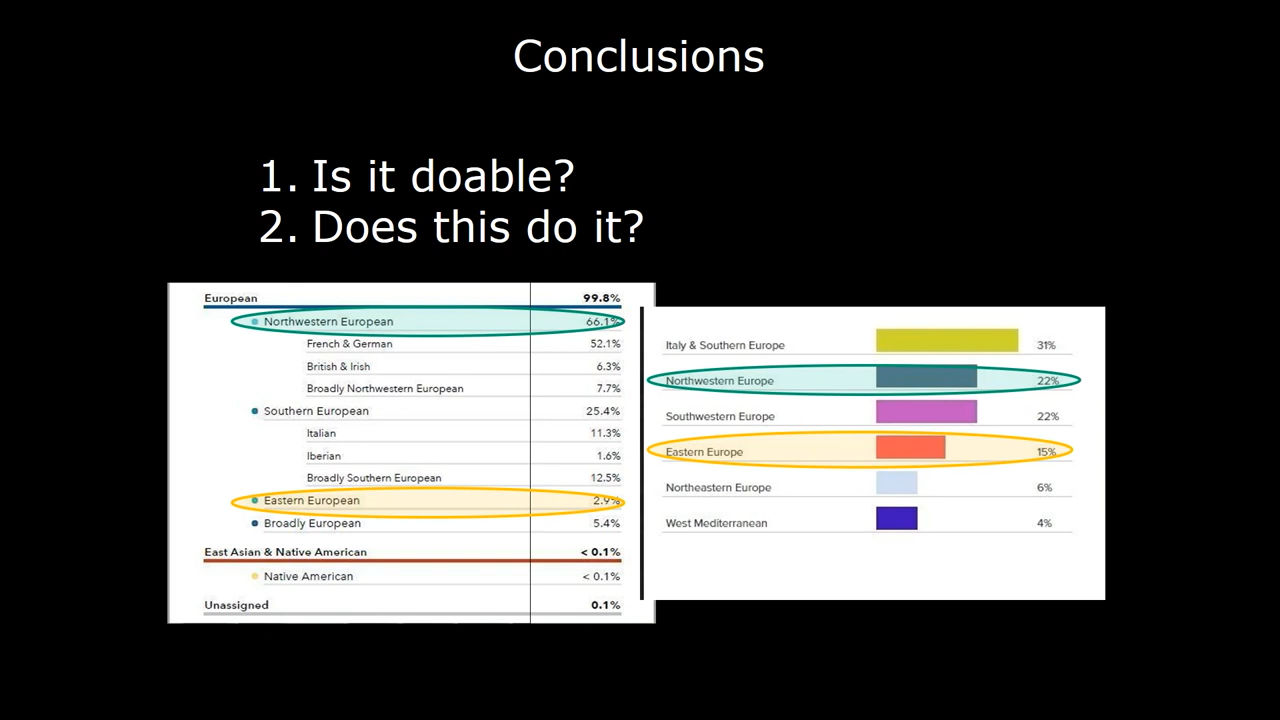 Conclusions
1. Is it doable?
2. Does this do it?
European 99.8%
Northwestern European 66.1%
French & German 52.1%
British & Irish 6.3%
Broadly Northwestern European 7.7%
Southern European 25.4%
Italian 11.3%
Iberian 1.6%
Broadly Southern European 12.5%
Eastern European 2.9%
Broadly European 5.4%
East Asian & Native American < 0.1%
Native American < 0.1%
Unassigned 0.1%
Italy & Southern Europe 31%
Northwestern Europe 22%
Southwestern Europe 22%
Eastern Europe 15%
Northeastern Europe 6%
West Mediterranean 4%